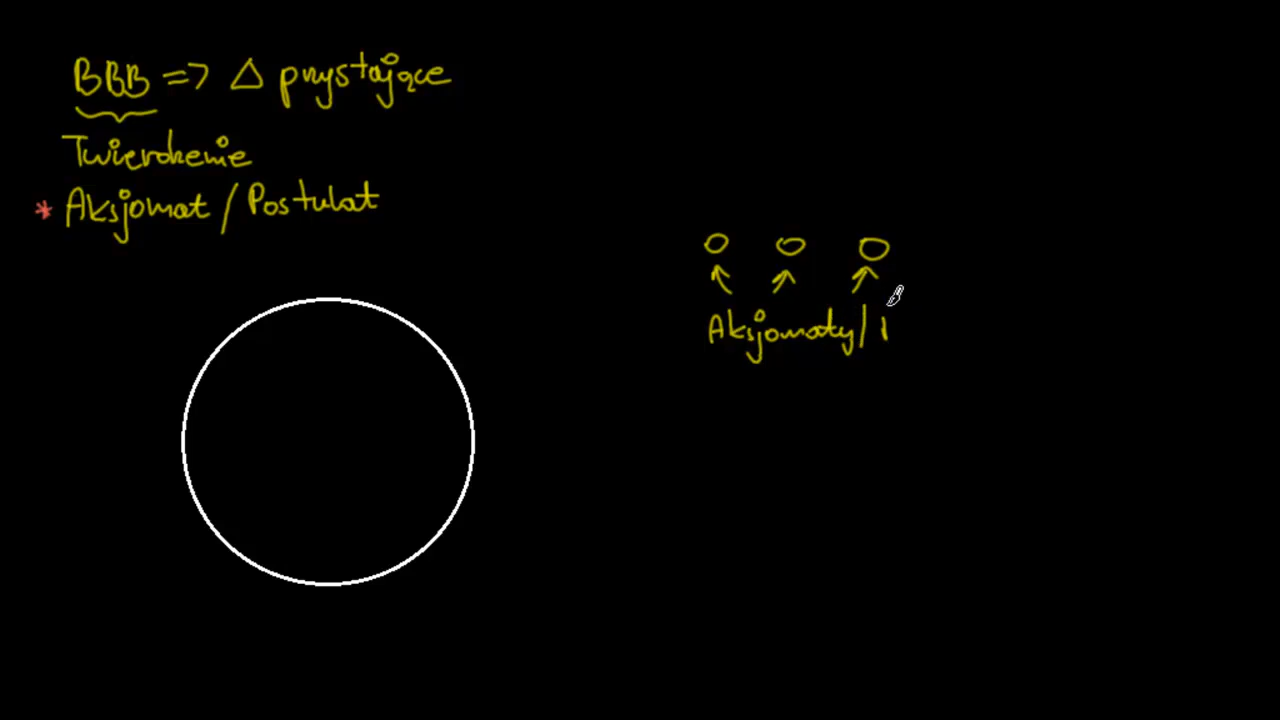 BBB => △ przystające
Twierdzenie
* Aksjomat / Postulat
Aksjomaty /